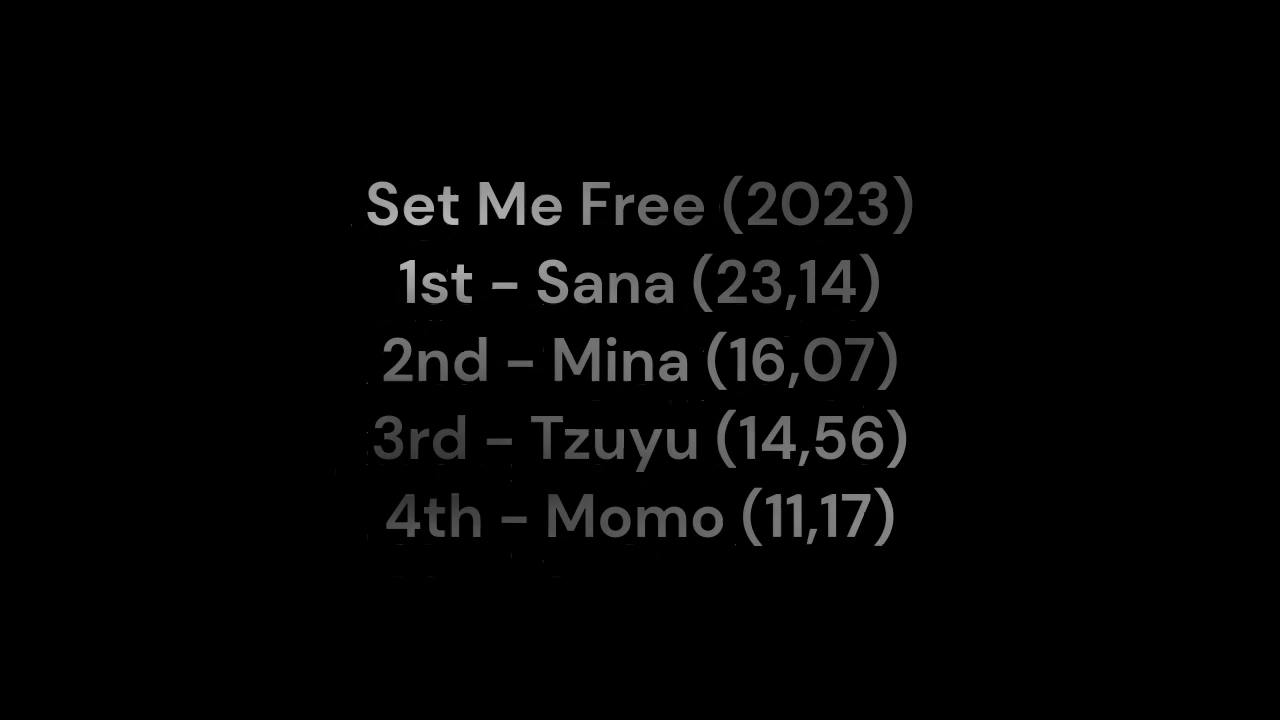 Set Me Free (2023)
1st - Sana (23,14)
2nd - Mina (16,07)
3rd - Tzuyu (14,56)
4th - Momo (11,17)